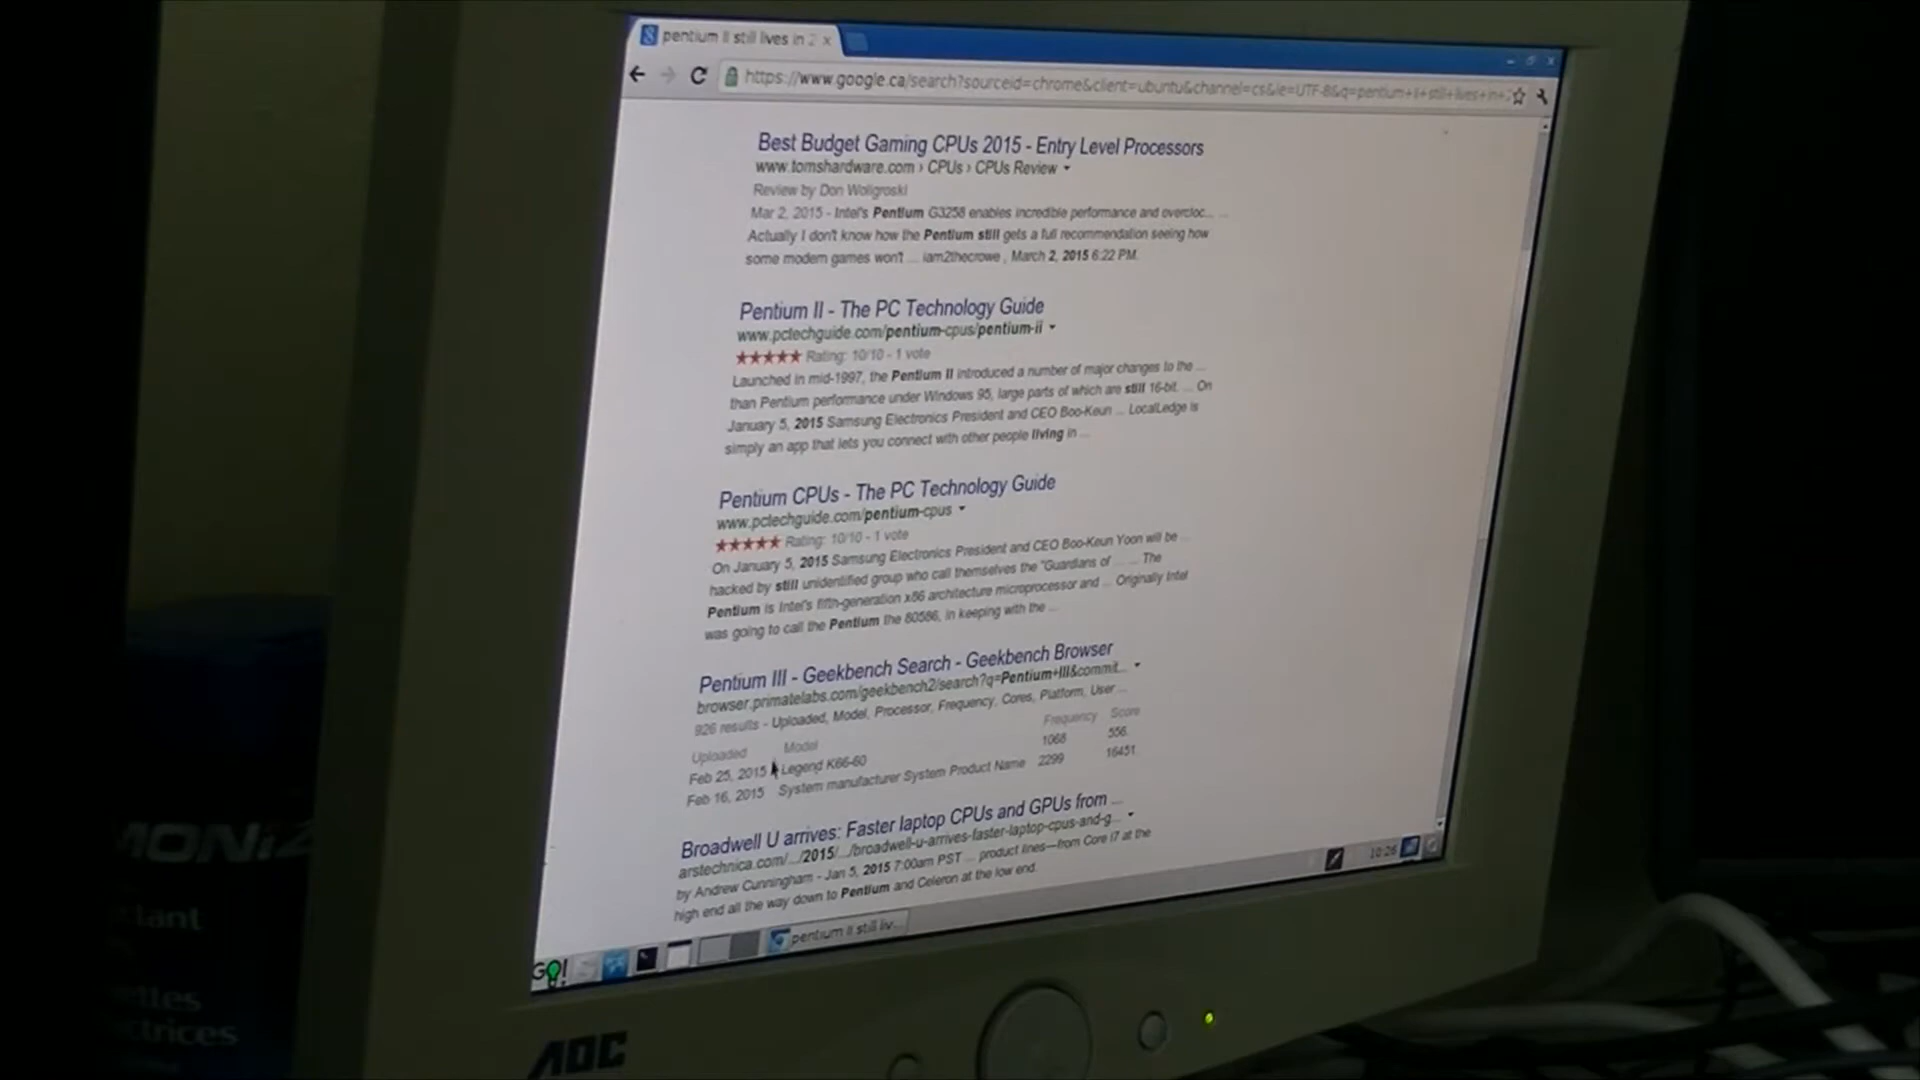 pentium II still lives in 2
https://www.google.ca/search?sourceid=chrome&client=ubuntu&channel=cs&ie=UTF-8&q=pentium+ii+still+lives+in+2
Best Budget Gaming CPUs 2015 - Entry Level Processors
www.tomshardware.com › CPUs › CPUs Review
Review by Don Woligroski
Mar 2, 2015 - Intel's Pentium G3258 enables incredible performance and overcloc... ...
Actually I don't know how the Pentium still gets a full recommendation seeing how
some modern games won't ... iam2thecrowe , March 2, 2015 6:22 PM.
Pentium II - The PC Technology Guide
www.pctechguide.com/pentium-cpus/pentium-ii
Rating: 10/10 - 1 vote
Launched in mid-1997, the Pentium II introduced a number of major changes to the ...
than Pentium performance under Windows 95, large parts of which are still 16-bit. ... On
January 5, 2015 Samsung Electronics President and CEO Boo-Keun ... LocalLedge is
simply an app that lets you connect with other people living in ...
Pentium CPUs - The PC Technology Guide
www.pctechguide.com/pentium-cpus
Rating: 10/10 - 1 vote
On January 5, 2015 Samsung Electronics President and CEO Boo-Keun Yoon will be ...
hacked by still unidentified group who call themselves the "Guardians of ... ... The
Pentium is Intel's fifth-generation x86 architecture microprocessor and ... Originally Intel
was going to call the Pentium the 80586, in keeping with the ...
Pentium III - Geekbench Search - Geekbench Browser
browser.primatelabs.com/geekbench2/search?q=Pentium+III&commit...
926 results - Uploaded, Model, Processor, Frequency, Cores, Platform, User ...
Uploaded Model Frequency Score
Feb 25, 2015 Legend K66-60 1068 556
Feb 16, 2015 System manufacturer System Product Name 2299 16451
Broadwell U arrives: Faster laptop CPUs and GPUs from ...
arstechnica.com/.../2015/.../broadwell-u-arrives-faster-laptop-cpus-and-g...
by Andrew Cunningham - Jan 5, 2015 7:00am PST ... product lines—from Core i7 at the
high end all the way down to Pentium and Celeron at the low end.
GO!
pentium II still liv...
10:26
AOC